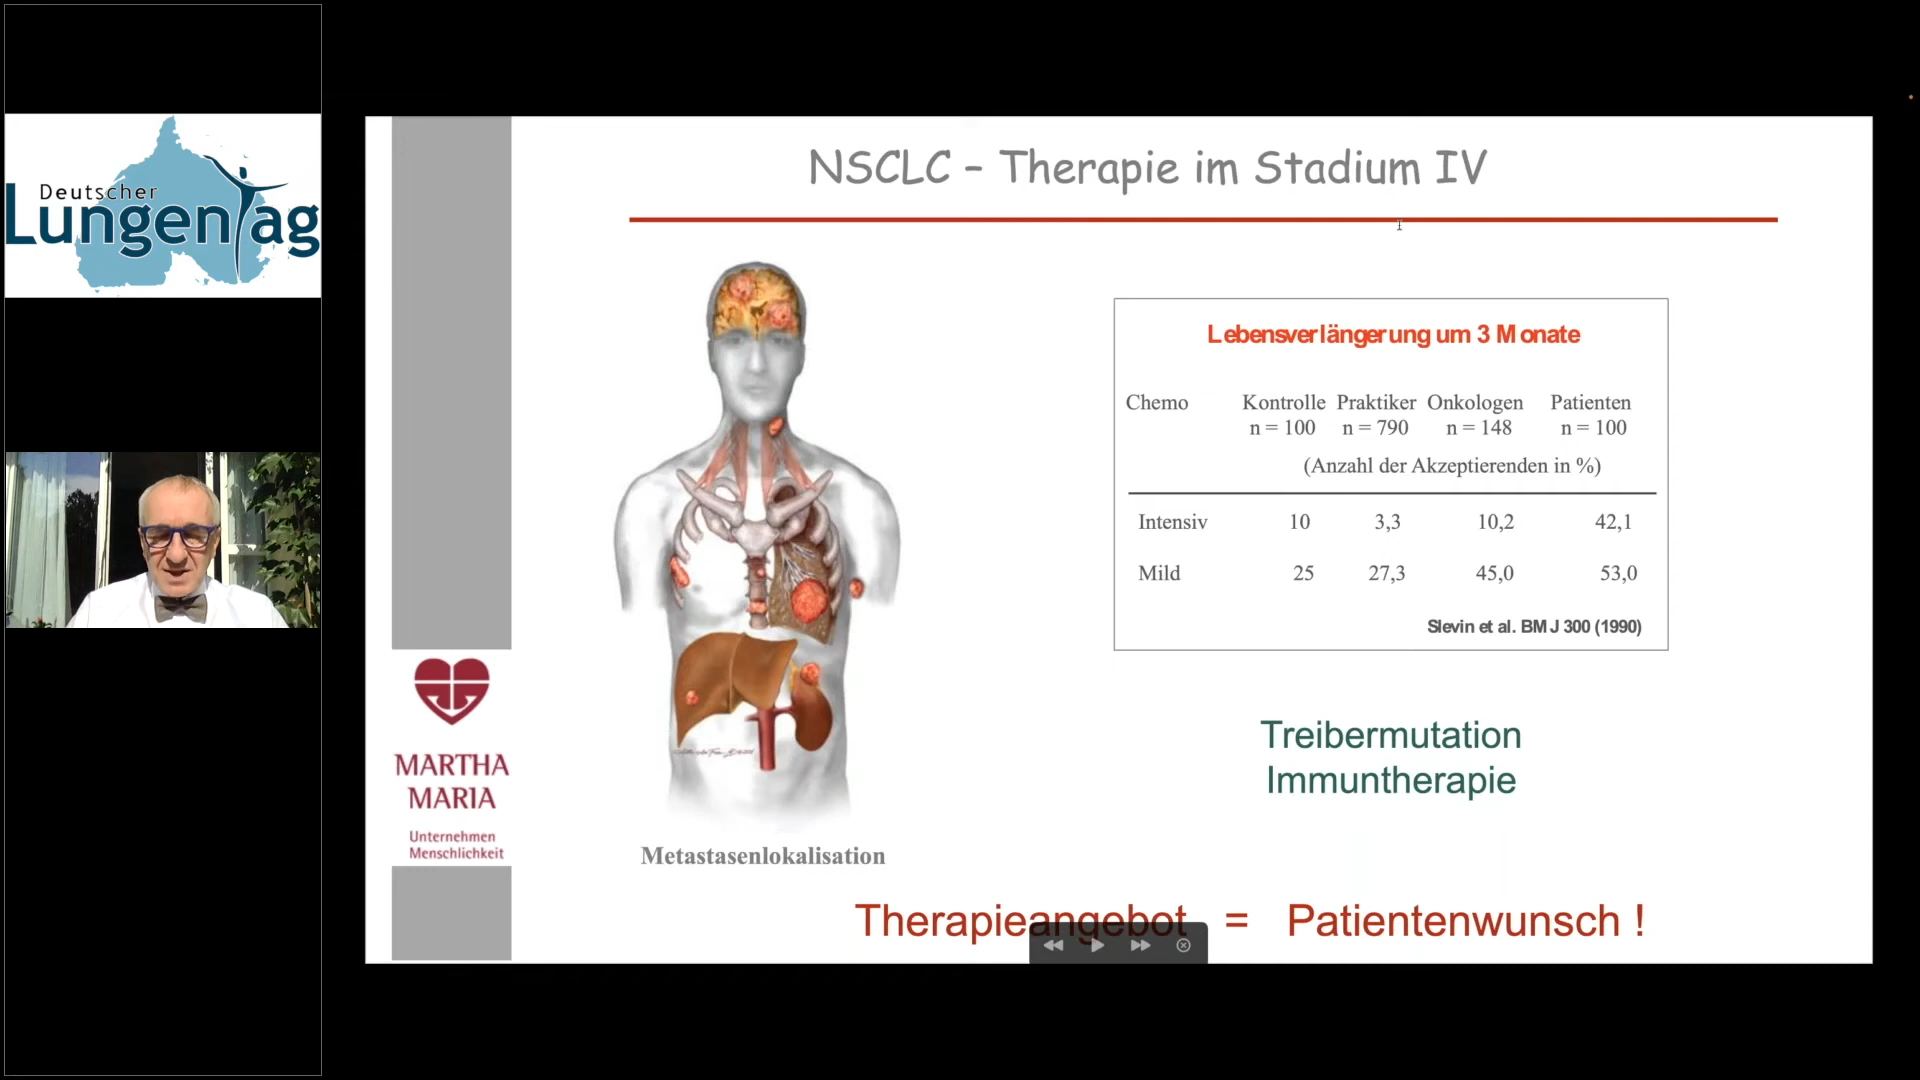 Deutscher
LungenTag
NSCLC – Therapie im Stadium IV
Lebensverlängerung um 3 Monate
Chemo Kontrolle Praktiker Onkologen Patienten
n = 100 n = 790 n = 148 n = 100
(Anzahl der Akzeptierenden in %)
Intensiv 10 3,3 10,2 42,1
Mild 25 27,3 45,0 53,0
Slevin et al. BMJ 300 (1990)
Treibermutation
Immuntherapie
MARTHA
MARIA
Unternehmen
Menschlichkeit
Metastasenlokalisation
Therapieangebot = Patientenwunsch !